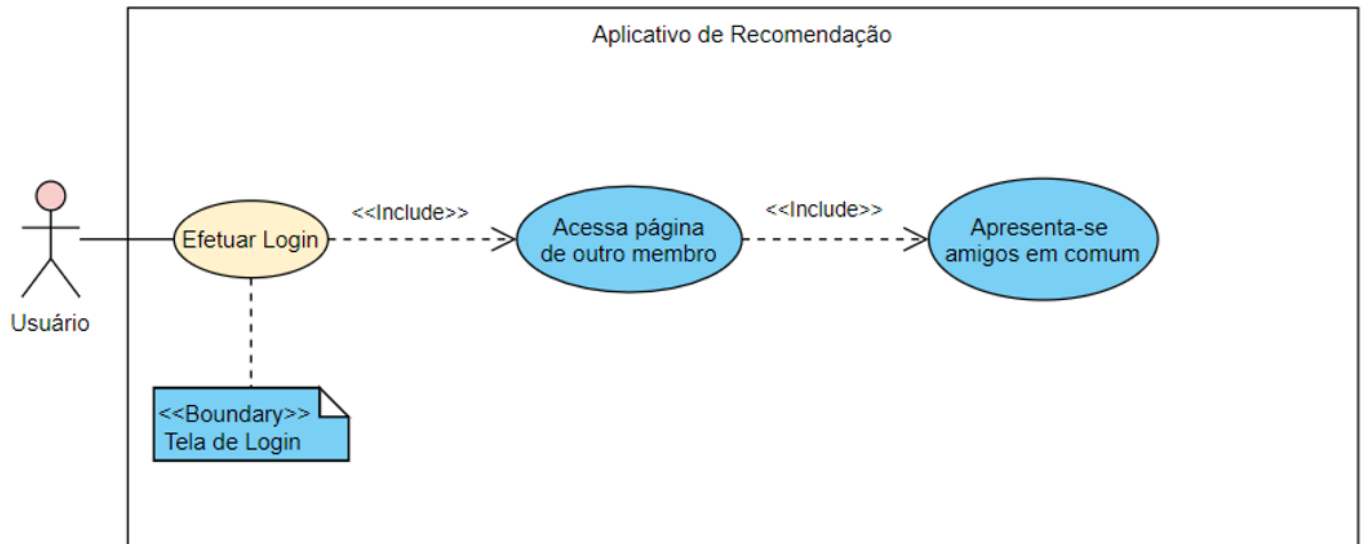 Aplicativo de Recomendação
Usuário
Efetuar Login
<<Include>>
Acessa página
de outro membro
<<Include>>
Apresenta-se
amigos em comum
<<Boundary>>
Tela de Login